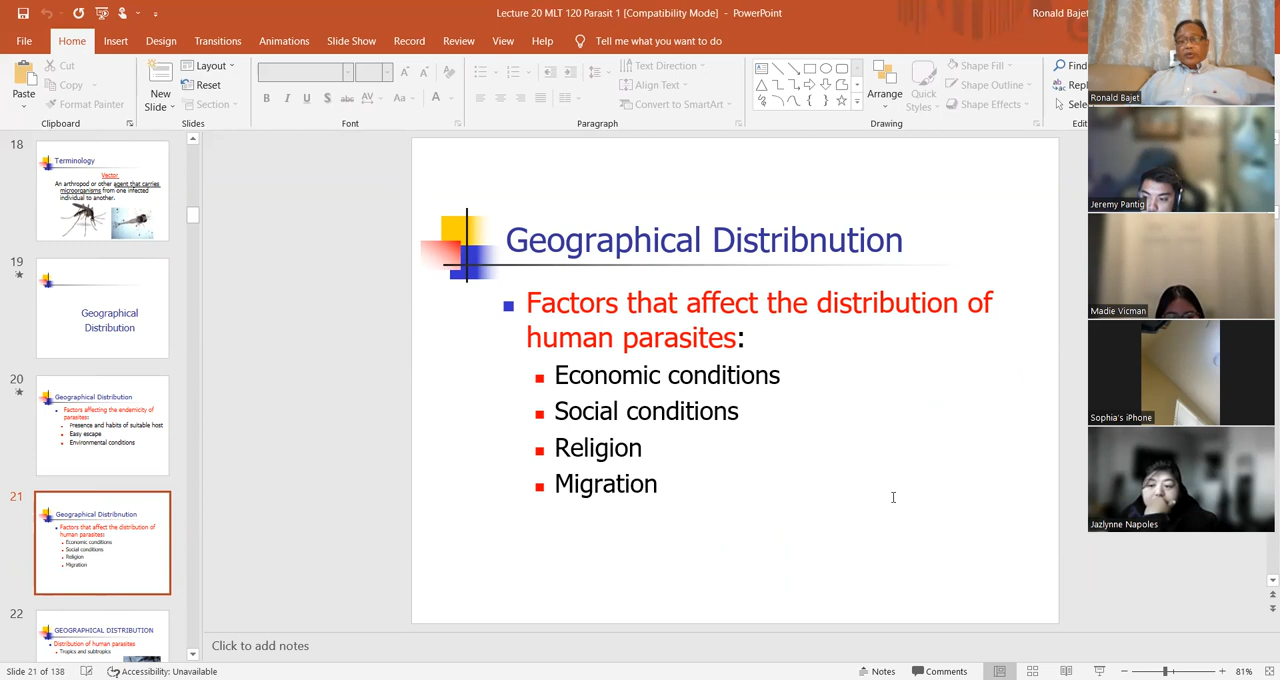 Lecture 20 MLT 120 Parasit 1 [Compatibility Mode] - PowerPoint
Ronald Bajet
File Home Insert Design Transitions Animations Slide Show Record Review View Help Tell me what you want to do
Paste
Cut
Copy
Format Painter
Clipboard
New
Slide
Layout
Reset
Section
Slides
B I U S abc AV Aa A
Font
Text Direction
Align Text
Convert to SmartArt
Paragraph
Arrange
Quick
Styles
Shape Fill
Shape Outline
Shape Effects
Drawing
Find
Repl
Sele
Edit
18
Terminology
Vector
An arthropod or other agent that carries
microorganisms from one infected
individual to another.
19
Geographical
Distribution
20
Geographical Distribution
Factors affecting the endemicity of
parasites:
Presence and habits of suitable host
Easy escape
Environmental conditions
21
Geographical Distribnution
Factors that affect the distribution of
human parasites:
Economic conditions
Social conditions
Religion
Migration
22
GEOGRAPHICAL DISTRIBUTION
Distribution of human parasites
Tropics and subtropics
Geographical Distribnution
Factors that affect the distribution of
human parasites:
Economic conditions
Social conditions
Religion
Migration
Ronald Bajet
Jeremy Pantig
Madie Vicman
Sophia's iPhone
Jazlynne Napoles
Click to add notes
Slide 21 of 138
Accessibility: Unavailable
Notes
Comments
81%